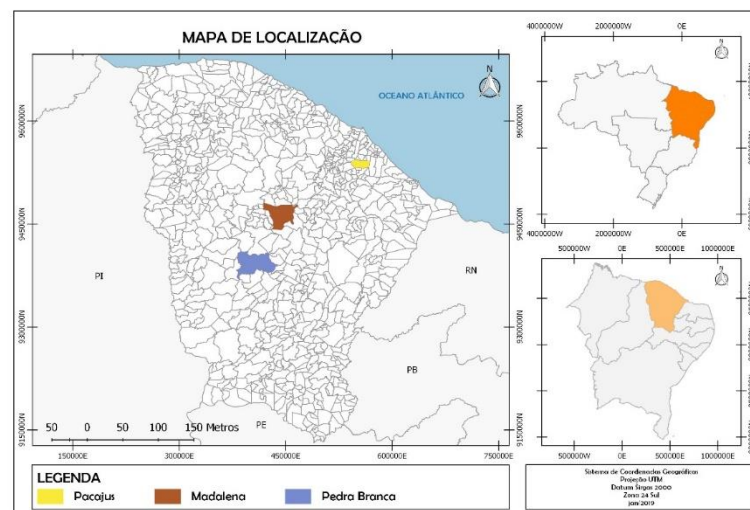 MAPA DE LOCALIZAÇÃO
N
OCEANO ATLÂNTICO
PI
RN
PB
PE
9600000N
9450000N
9300000N
9150000N
50 0 50 100 150 Metros
150000E 300000E 450000E 600000E 750000E
LEGENDA
Pacajus Madalena Pedra Branca
4000000W 2000000W 0E
N
4000000W 2000000W 0E
500000W 0E 500000E 1000000E
N
500000W 0E 500000E 1000000E
Sistema de Coordenadas Geográficas
Projeção UTM
Datum Sirgas 2000
Zona 24 Sul
jan/2019